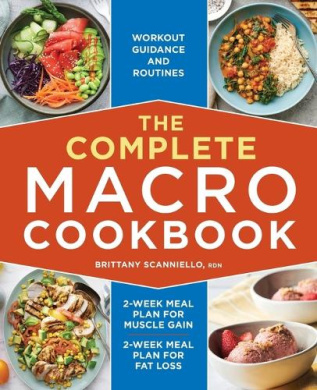 WORKOUT
GUIDANCE
AND
ROUTINES
THE
COMPLETE
MACRO
COOKBOOK
BRITTANY SCANNIELLO, RDN
2-WEEK MEAL
PLAN FOR
MUSCLE GAIN
2-WEEK MEAL
PLAN FOR
FAT LOSS